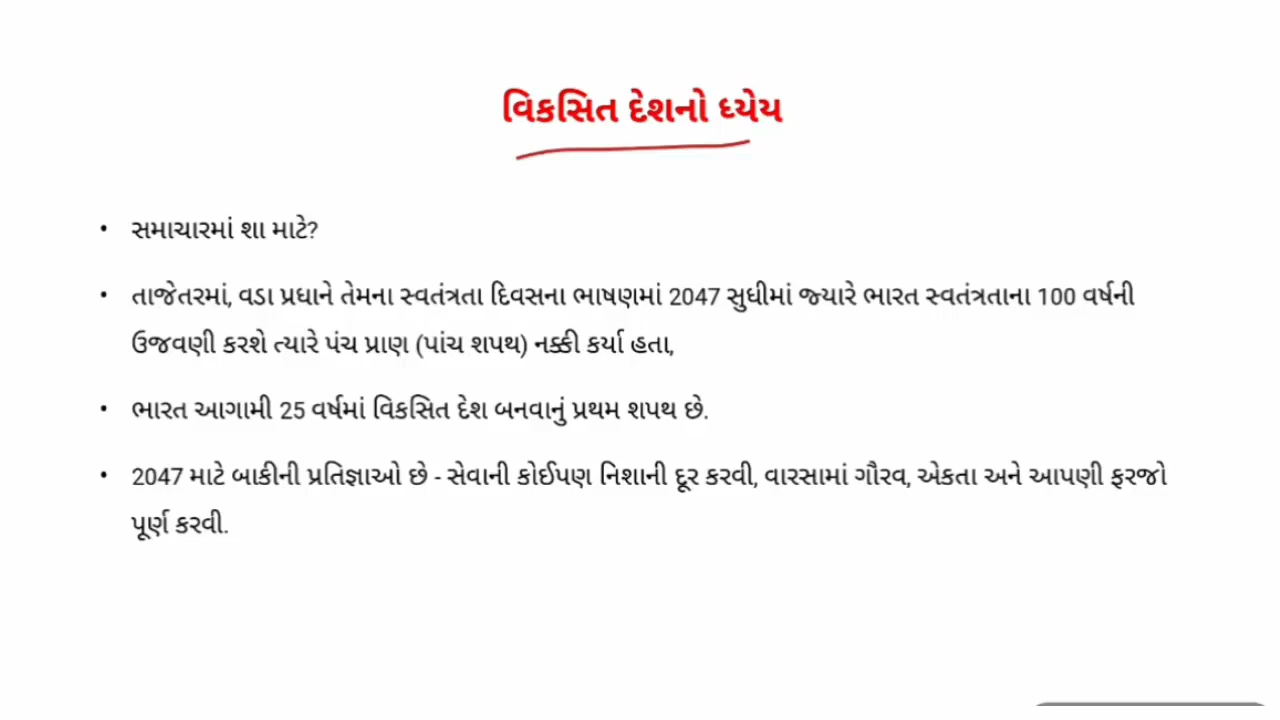 વિકસિત દેશનો ધ્યેય
• સમાચારમાં શા માટે?
• તાજેતરમાં, વડા પ્રધાને તેમના સ્વતંત્રતા દિવસના ભાષણમાં 2047 સુધીમાં જ્યારે ભારત સ્વતંત્રતાના 100 વર્ષની
ઉજવણી કરશે ત્યારે પંચ પ્રાણ (પાંચ શપથ) નક્કી કર્યા હતા,
• ભારત આગામી 25 વર્ષમાં વિકસિત દેશ બનવાનું પ્રથમ શપથ છે.
• 2047 માટે બાકીની પ્રતિજ્ઞાઓ છે - સેવાની કોઈપણ નિશાની દૂર કરવી, વારસામાં ગૌરવ, એકતા અને આપણી ફરજો
પૂર્ણ કરવી.